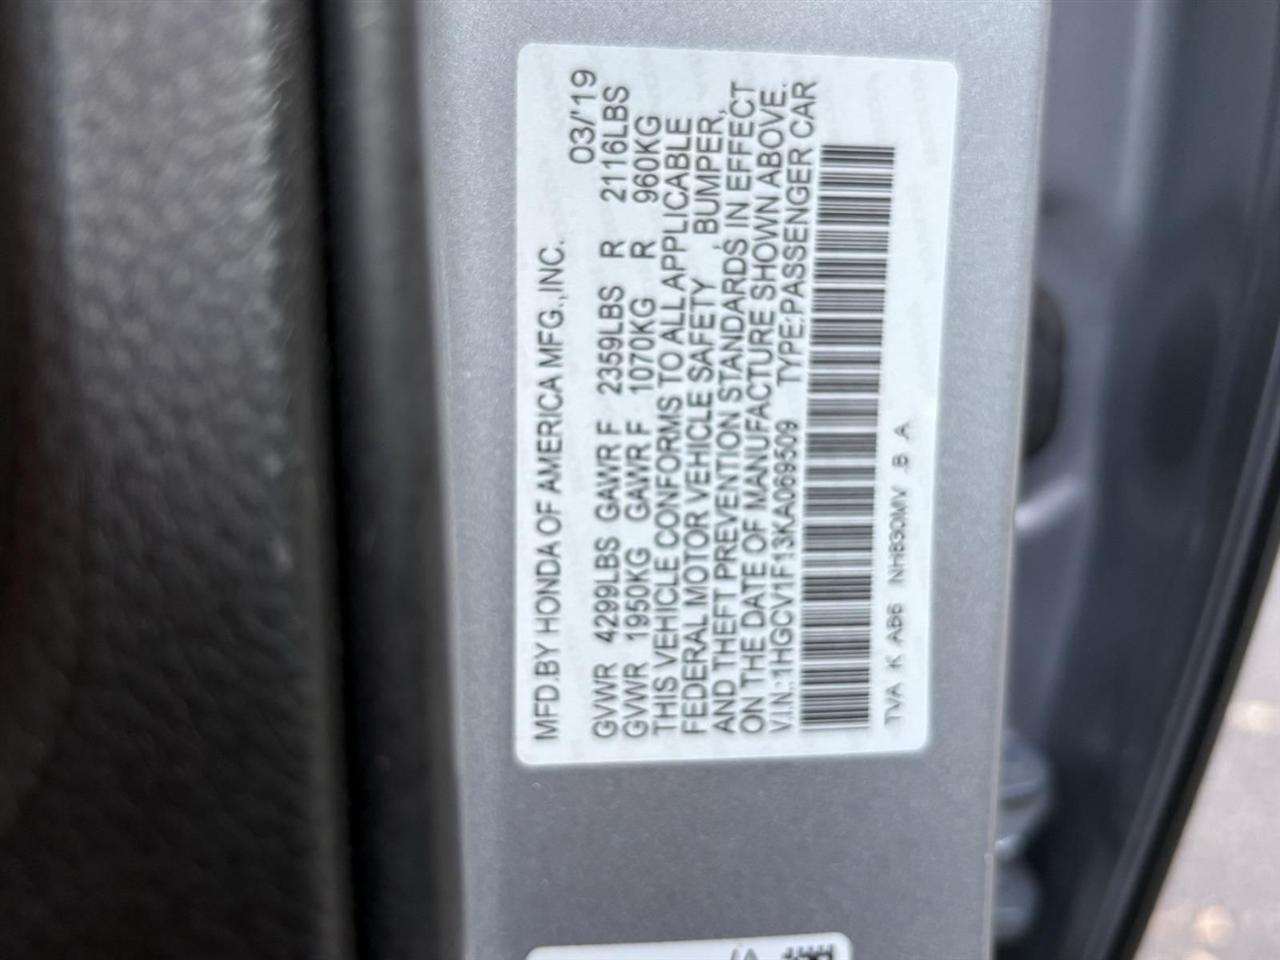 MFD.BY HONDA OF AMERICA MFG.,INC. 03/'19
GVWR 4299LBS GAWR F 2359LBS R 2116LBS
GVWR 1950KG GAWR F 1070KG R 960KG
THIS VEHICLE CONFORMS TO ALL APPLICABLE
FEDERAL MOTOR VEHICLE SAFETY , BUMPER,
AND THEFT PREVENTION STANDARDS IN EFFECT
ON THE DATE OF MANUFACTURE SHOWN ABOVE.
V.I.N.:1HGCV1F13KA069509 TYPE:PASSENGER CAR
TVA K AB6 NH830MV .B A